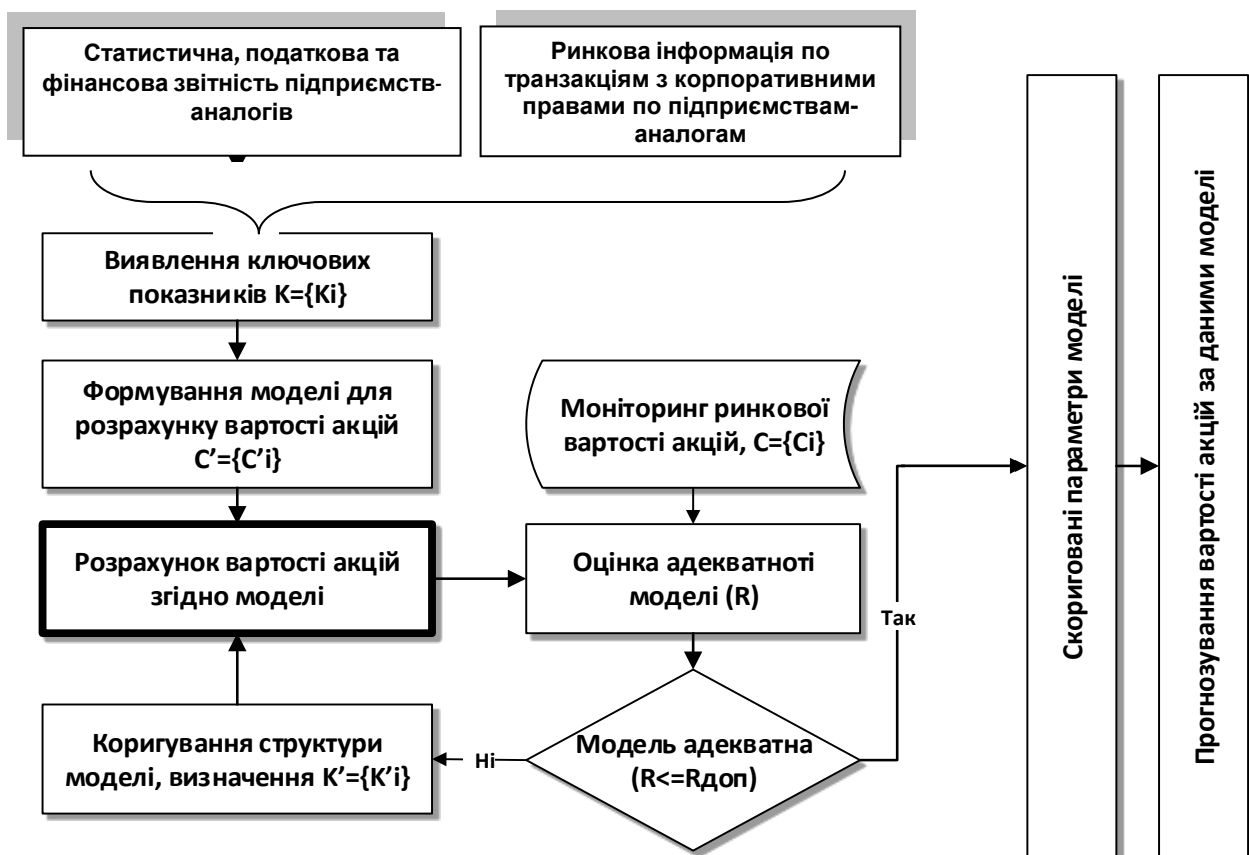 Статистична, податкова та
фінансова звітність підприємств-
аналогів
Ринкова інформація по
транзакціям з корпоративними
правами по підприємствам-
аналогам
Виявлення ключових
показників K={Ki}
Формування моделі для
розрахунку вартості акцій
C’={C’i}
Моніторинг ринкової
вартості акцій, C={Ci}
Розрахунок вартості акцій
згідно моделі
Оцінка адекватноті
моделі (R)
Так
Коригування структури
моделі, визначення K’={K’i}
Ні
Модель адекватна
(R<=Rдоп)
Скориговані параметри моделі
Прогнозування вартості акцій за даними моделі